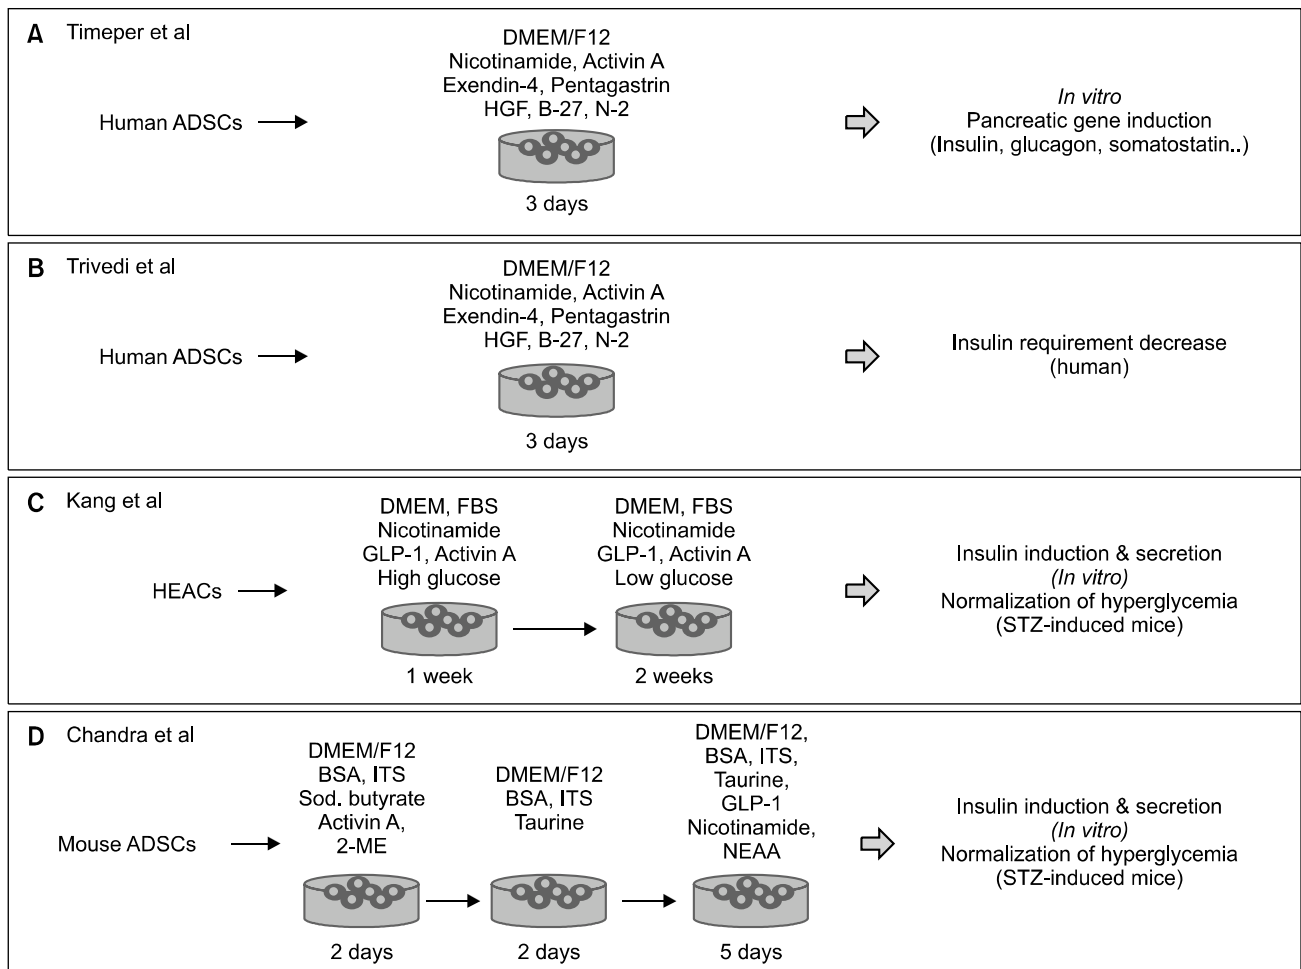 A Timeper et al
DMEM/F12
Nicotinamide, Activin A
Exendin-4, Pentagastrin
HGF, B-27, N-2
Human ADSCs
3 days
In vitro
Pancreatic gene induction
(Insulin, glucagon, somatostatin..)
B Trivedi et al
DMEM/F12
Nicotinamide, Activin A
Exendin-4, Pentagastrin
HGF, B-27, N-2
Human ADSCs
3 days
Insulin requirement decrease
(human)
C Kang et al
HEACs
DMEM, FBS
Nicotinamide
GLP-1, Activin A
High glucose
1 week
DMEM, FBS
Nicotinamide
GLP-1, Activin A
Low glucose
2 weeks
Insulin induction & secretion
(In vitro)
Normalization of hyperglycemia
(STZ-induced mice)
D Chandra et al
Mouse ADSCs
DMEM/F12
BSA, ITS
Sod. butyrate
Activin A,
2-ME
2 days
DMEM/F12
BSA, ITS
Taurine
2 days
DMEM/F12,
BSA, ITS,
Taurine,
GLP-1
Nicotinamide,
NEAA
5 days
Insulin induction & secretion
(In vitro)
Normalization of hyperglycemia
(STZ-induced mice)